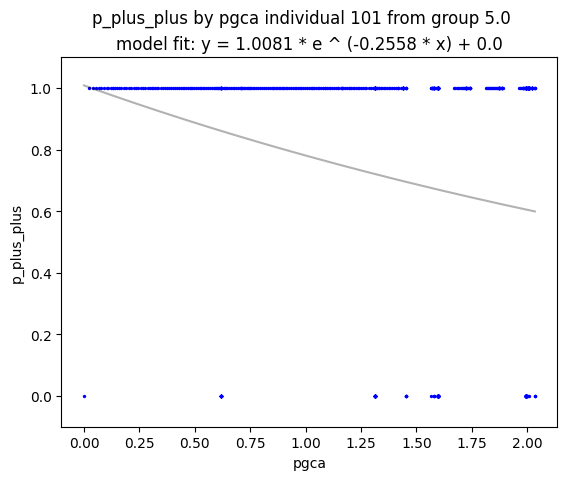 p_plus_plus by pgca individual 101 from group 5.0
model fit: y = 1.0081 * e ^ (-0.2558 * x) + 0.0
1.0
0.8
0.6
0.4
0.2
0.0
p_plus_plus
0.00 0.25 0.50 0.75 1.00 1.25 1.50 1.75 2.00
pgca